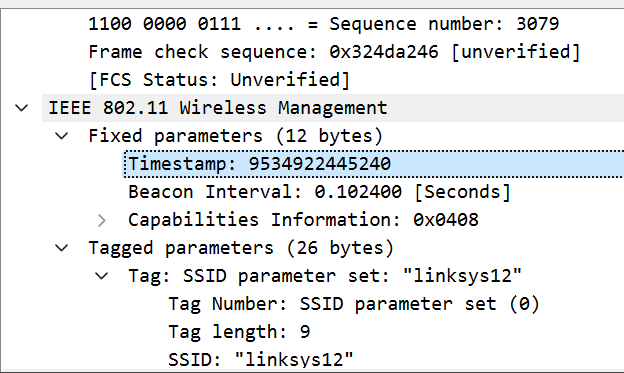 1100 0000 0111 .... = Sequence number: 3079
Frame check sequence: 0x324da246 [unverified]
[FCS Status: Unverified]
IEEE 802.11 Wireless Management
Fixed parameters (12 bytes)
Timestamp: 9534922445240
Beacon Interval: 0.102400 [Seconds]
Capabilities Information: 0x0408
Tagged parameters (26 bytes)
Tag: SSID parameter set: "linksys12"
Tag Number: SSID parameter set (0)
Tag length: 9
SSID: "linksys12"